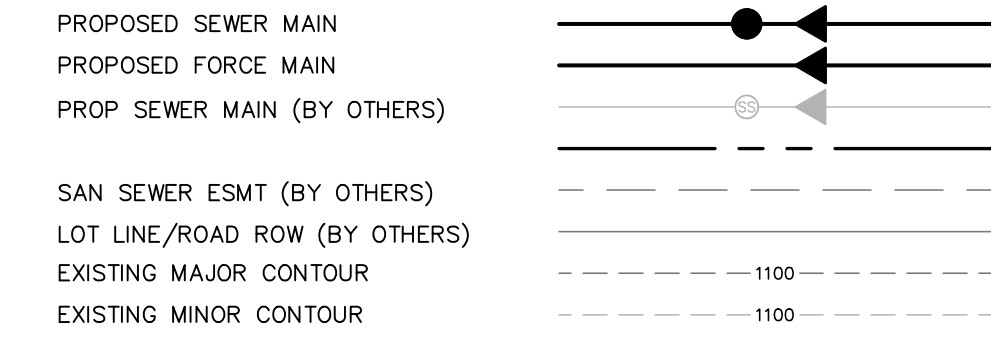 PROPOSED SEWER MAIN
PROPOSED FORCE MAIN
PROP SEWER MAIN (BY OTHERS) SS
SAN SEWER ESMT (BY OTHERS)
LOT LINE/ROAD ROW (BY OTHERS)
EXISTING MAJOR CONTOUR 1100
EXISTING MINOR CONTOUR 1100